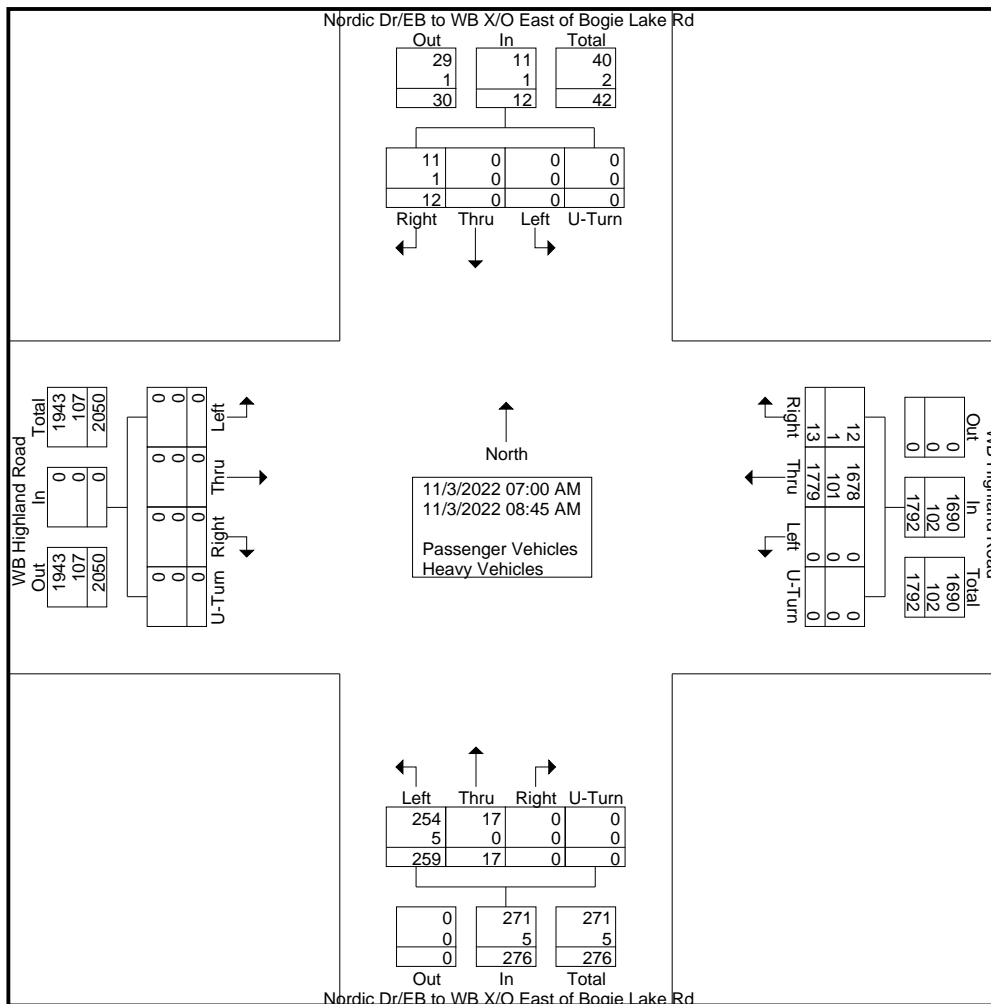 Nordic Dr/EB to WB X/O East of Bogie Lake Rd
Out In Total
29 11 40
1 1 2
30 12 42
11 0 0 0
1 0 0 0
12 0 0 0
Right Thru Left U-Turn
WB Highland Road
Total In Out
1943 0 1943
107 0 107
2050 0 2050
0 0 0 0
0 0 0 0
0 0 0 0
Left Thru Right U-Turn
North
11/3/2022 07:00 AM
11/3/2022 08:45 AM
Passenger Vehicles
Heavy Vehicles
Right Thru Left U-Turn
12 1678 0 0
1 101 0 0
13 1779 0 0
WB Highland Road
Out In Total
0 1690 1690
0 102 102
0 1792 1792
Left Thru Right U-Turn
254 17 0 0
5 0 0 0
259 17 0 0
0 271 271
0 5 5
0 276 276
Out In Total
Nordic Dr/EB to WB X/O East of Bogie Lake Rd